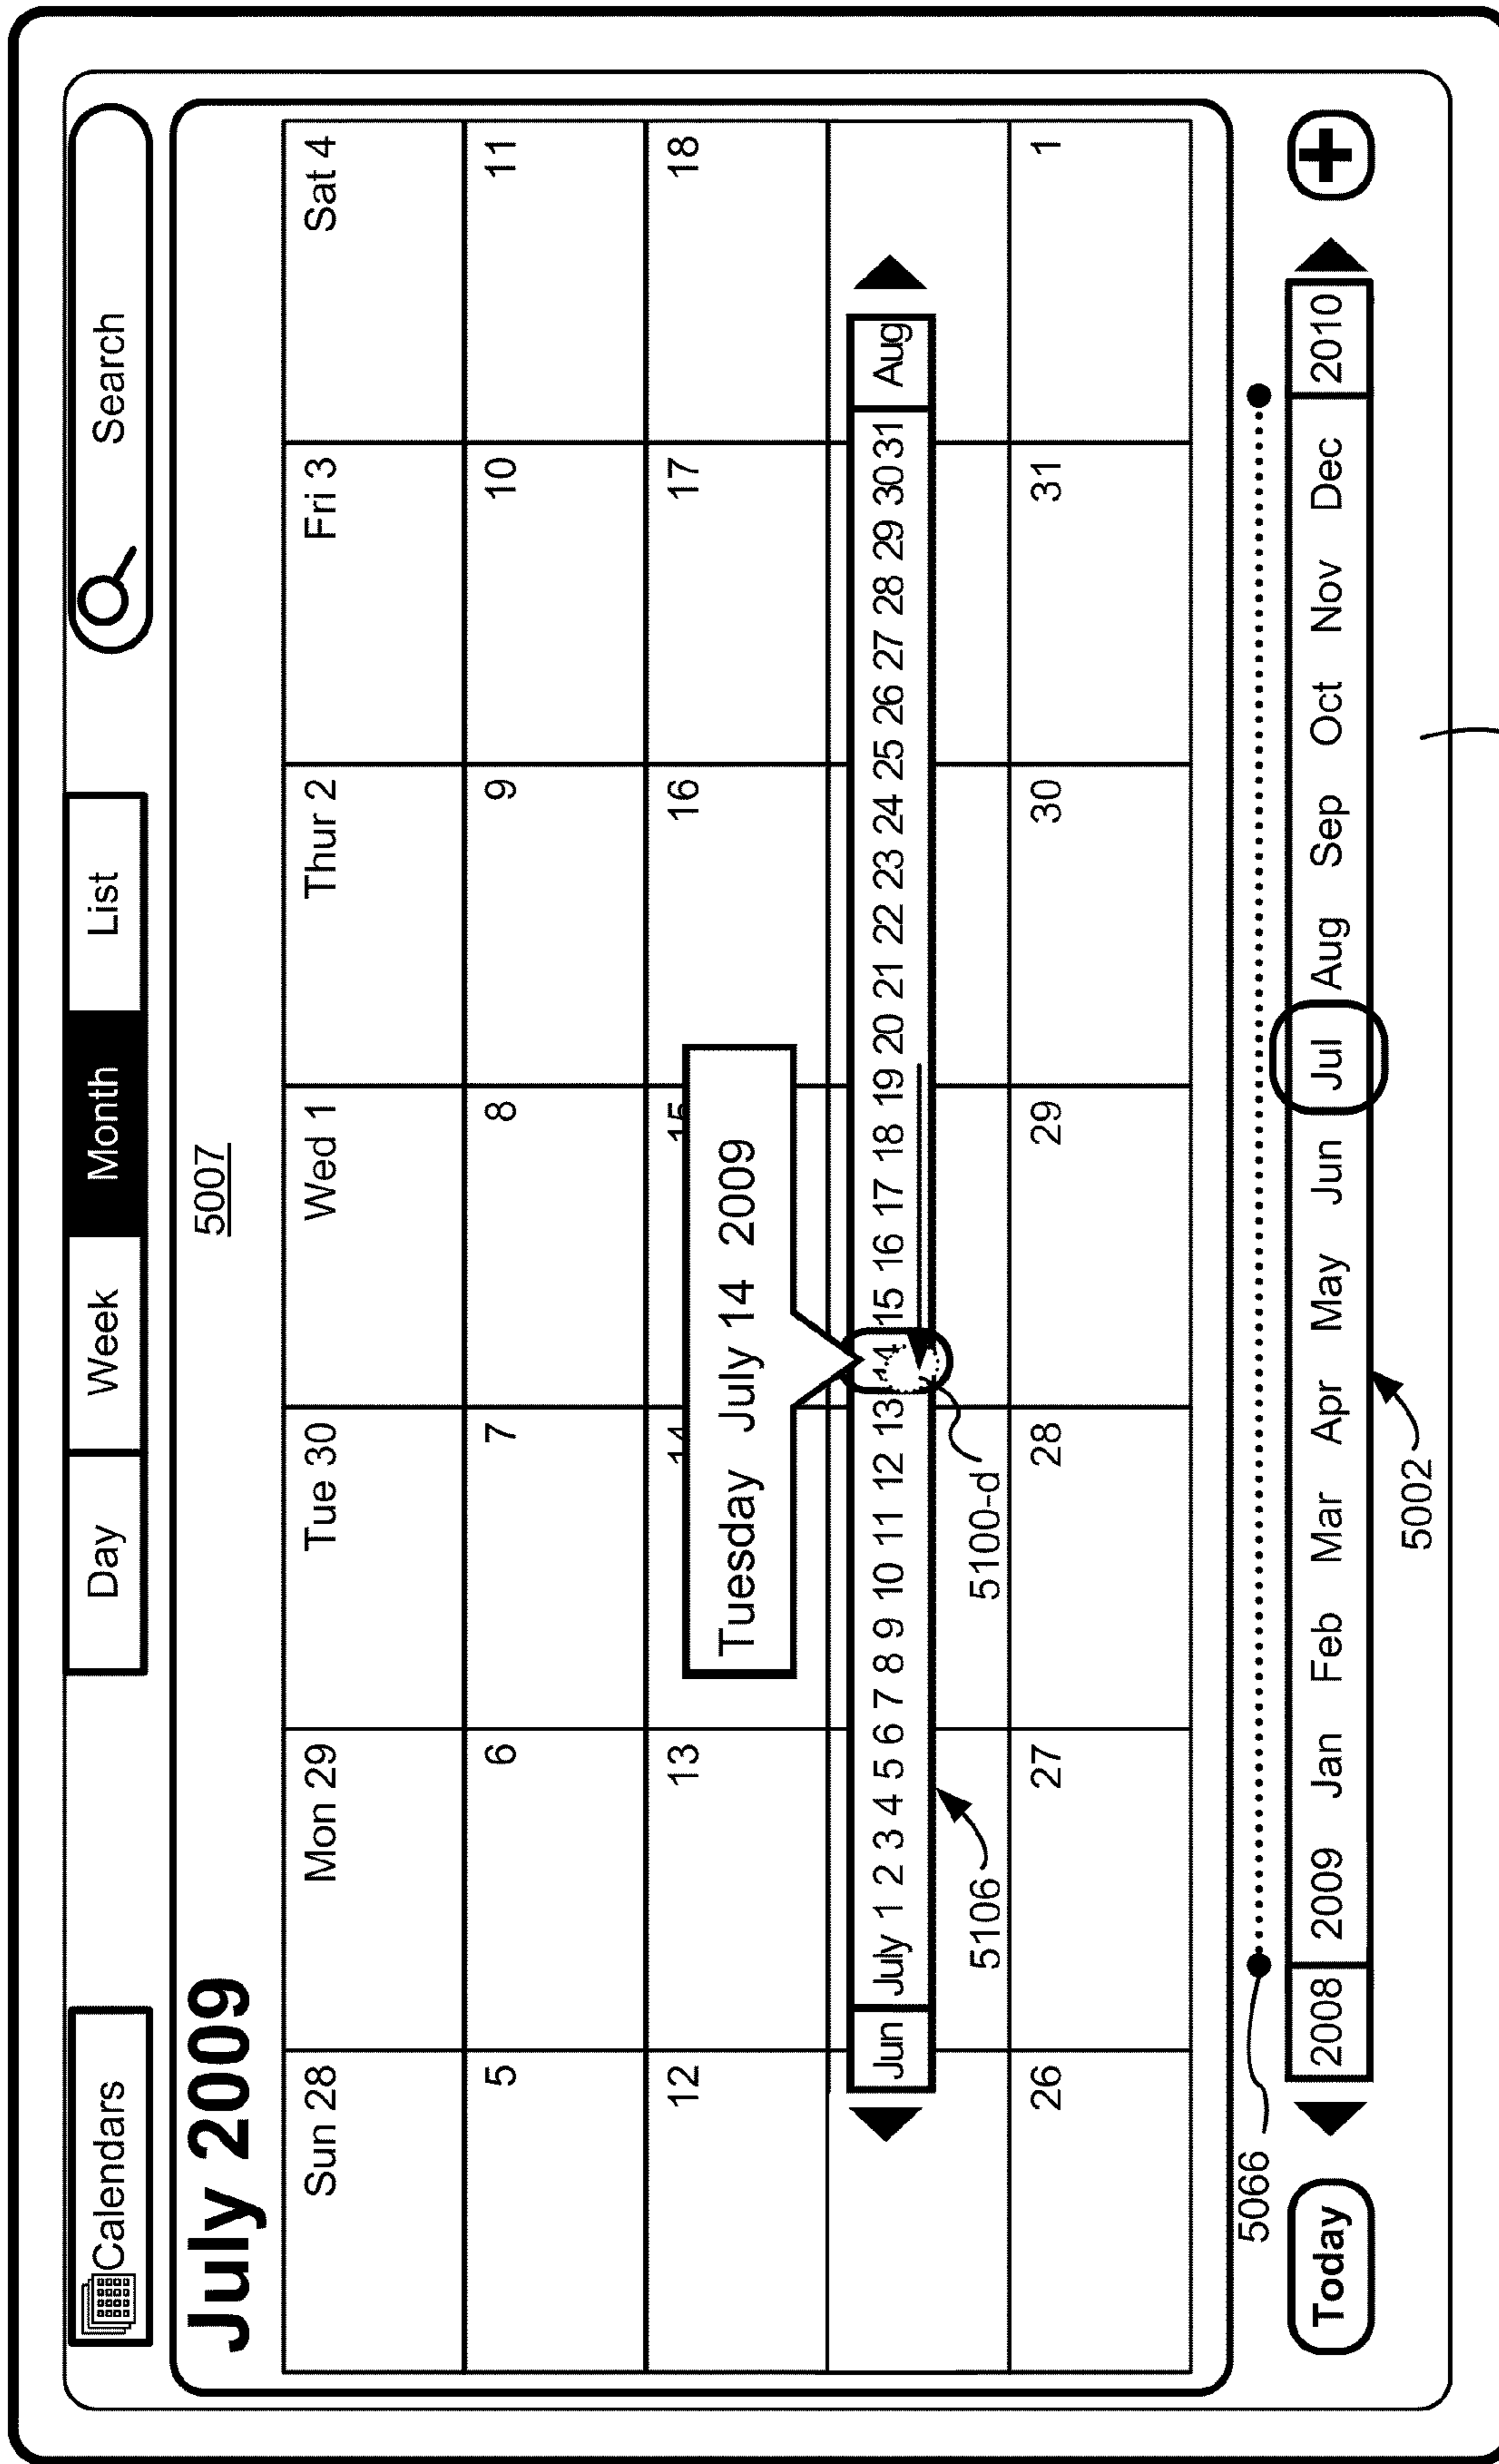 Calendars Day Week Month List Search
July 2009 5007
Sun 28 Mon 29 Tue 30 Wed 1 Thur 2 Fri 3 Sat 4
5 6 7 8 9 10 11
12 13 14 15 16 17 18
Tuesday July 14 2009
Jun July 1 2 3 4 5 6 7 8 9 10 11 12 13 14 15 16 17 18 19 20 21 22 23 24 25 26 27 28 29 30 31 Aug
5106 5100-d
26 27 28 29 30 31 1
5066
Today 2008 2009 Jan Feb Mar Apr May Jun Jul Aug Sep Oct Nov Dec 2010 +
5002